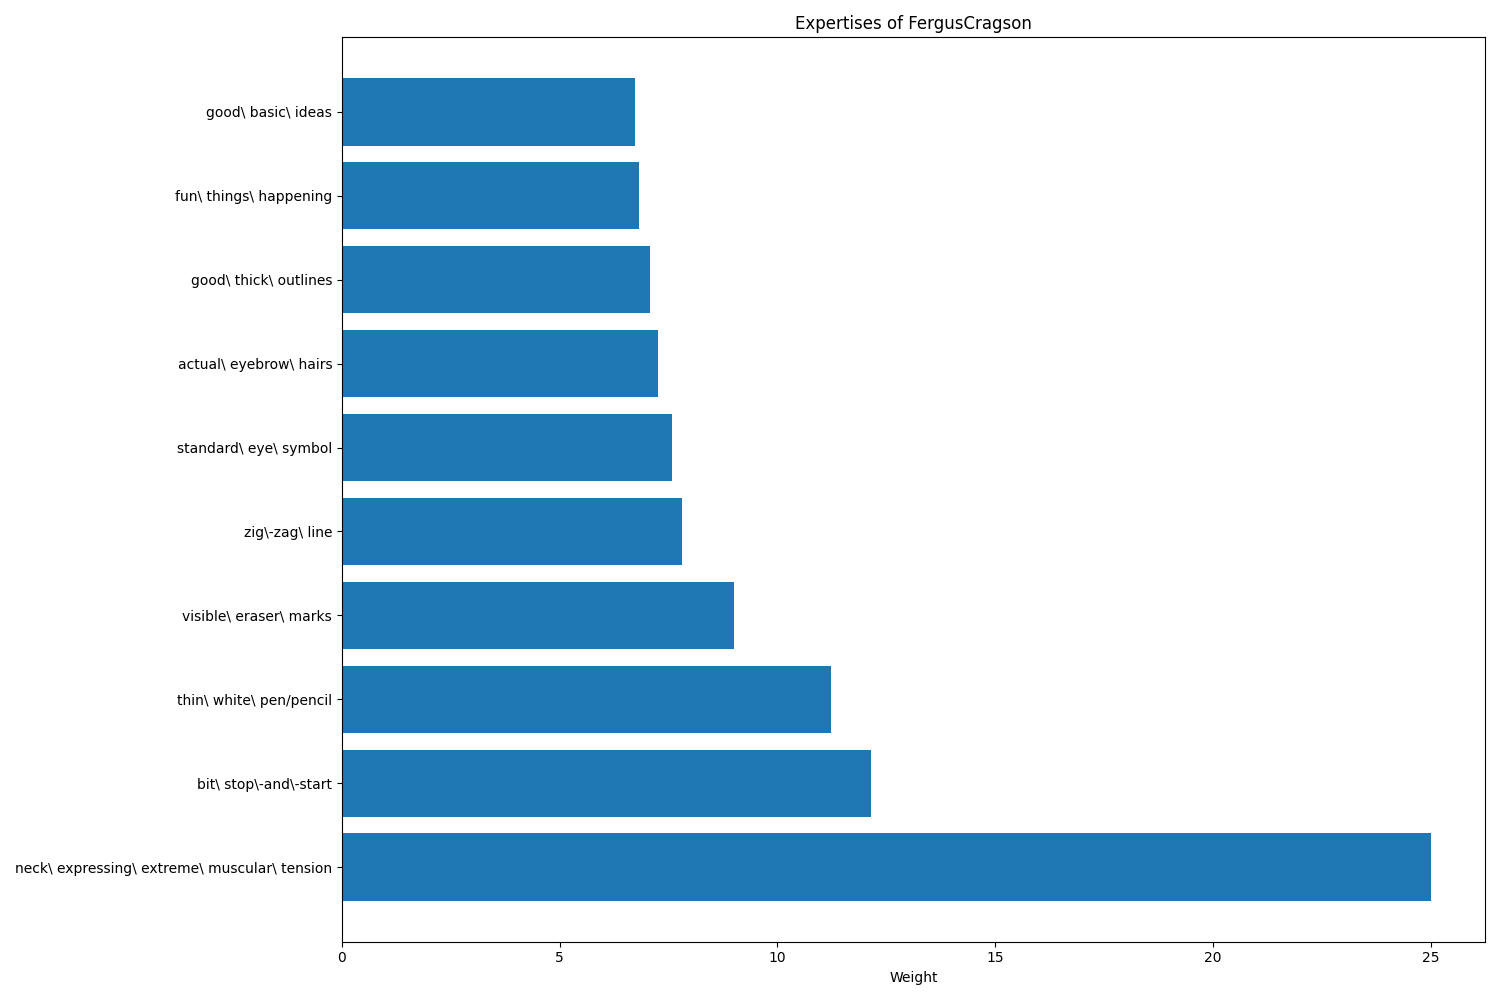 Expertises of FergusCragson
good\ basic\ ideas
fun\ things\ happening
good\ thick\ outlines
actual\ eyebrow\ hairs
standard\ eye\ symbol
zig\-zag\ line
visible\ eraser\ marks
thin\ white\ pen/pencil
bit\ stop\-and\-start
neck\ expressing\ extreme\ muscular\ tension
0 5 10 15 20 25
Weight